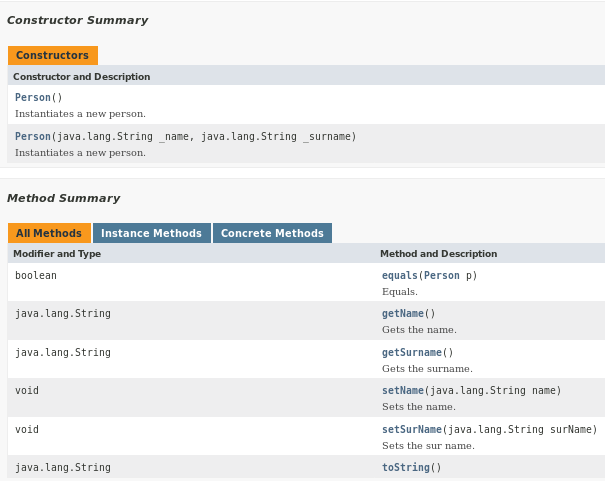 Constructor Summary
Constructors
Constructor and Description
Person()
Instantiates a new person.
Person(java.lang.String _name, java.lang.String _surname)
Instantiates a new person.
Method Summary
All Methods Instance Methods Concrete Methods
Modifier and Type Method and Description
boolean equals(Person p)
Equals.
java.lang.String getName()
Gets the name.
java.lang.String getSurname()
Gets the surname.
void setName(java.lang.String name)
Sets the name.
void setSurName(java.lang.String surName)
Sets the sur name.
java.lang.String toString()